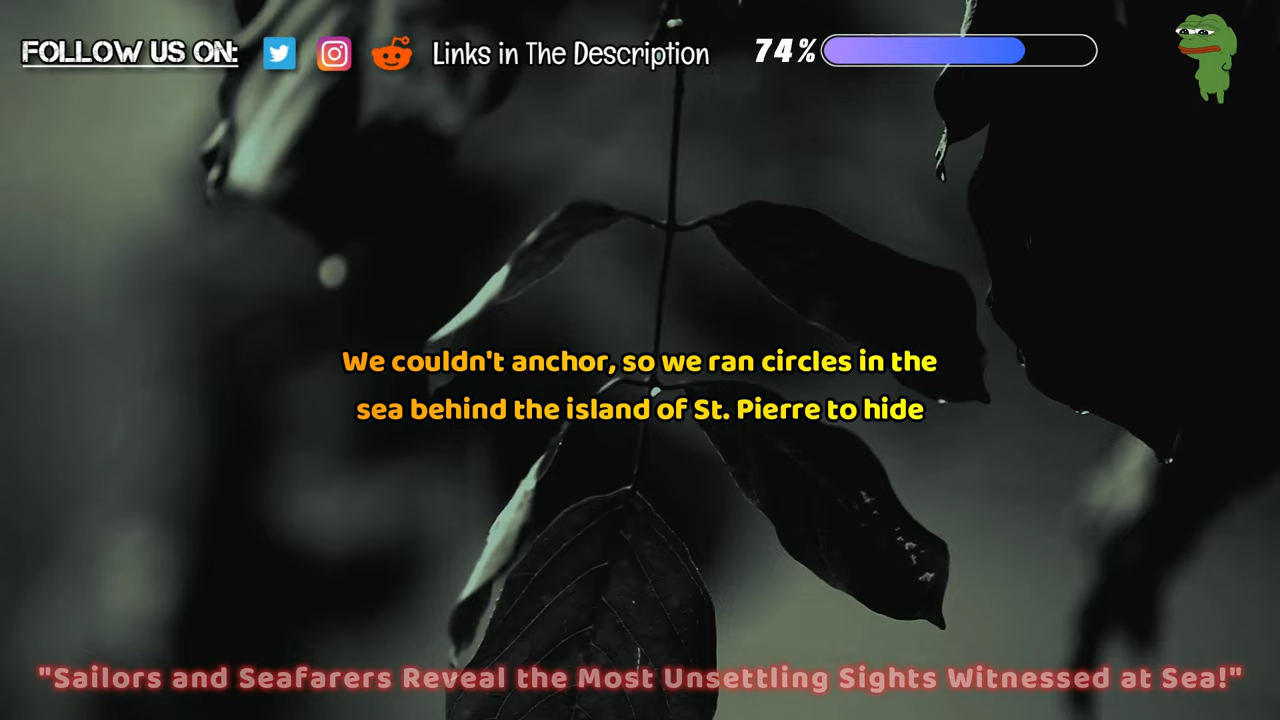 FOLLOW US ON: Links in The Description 74%
We couldn't anchor, so we ran circles in the
sea behind the island of St. Pierre to hide
"Sailors and Seafarers Reveal the Most Unsettling Sights Witnessed at Sea!"